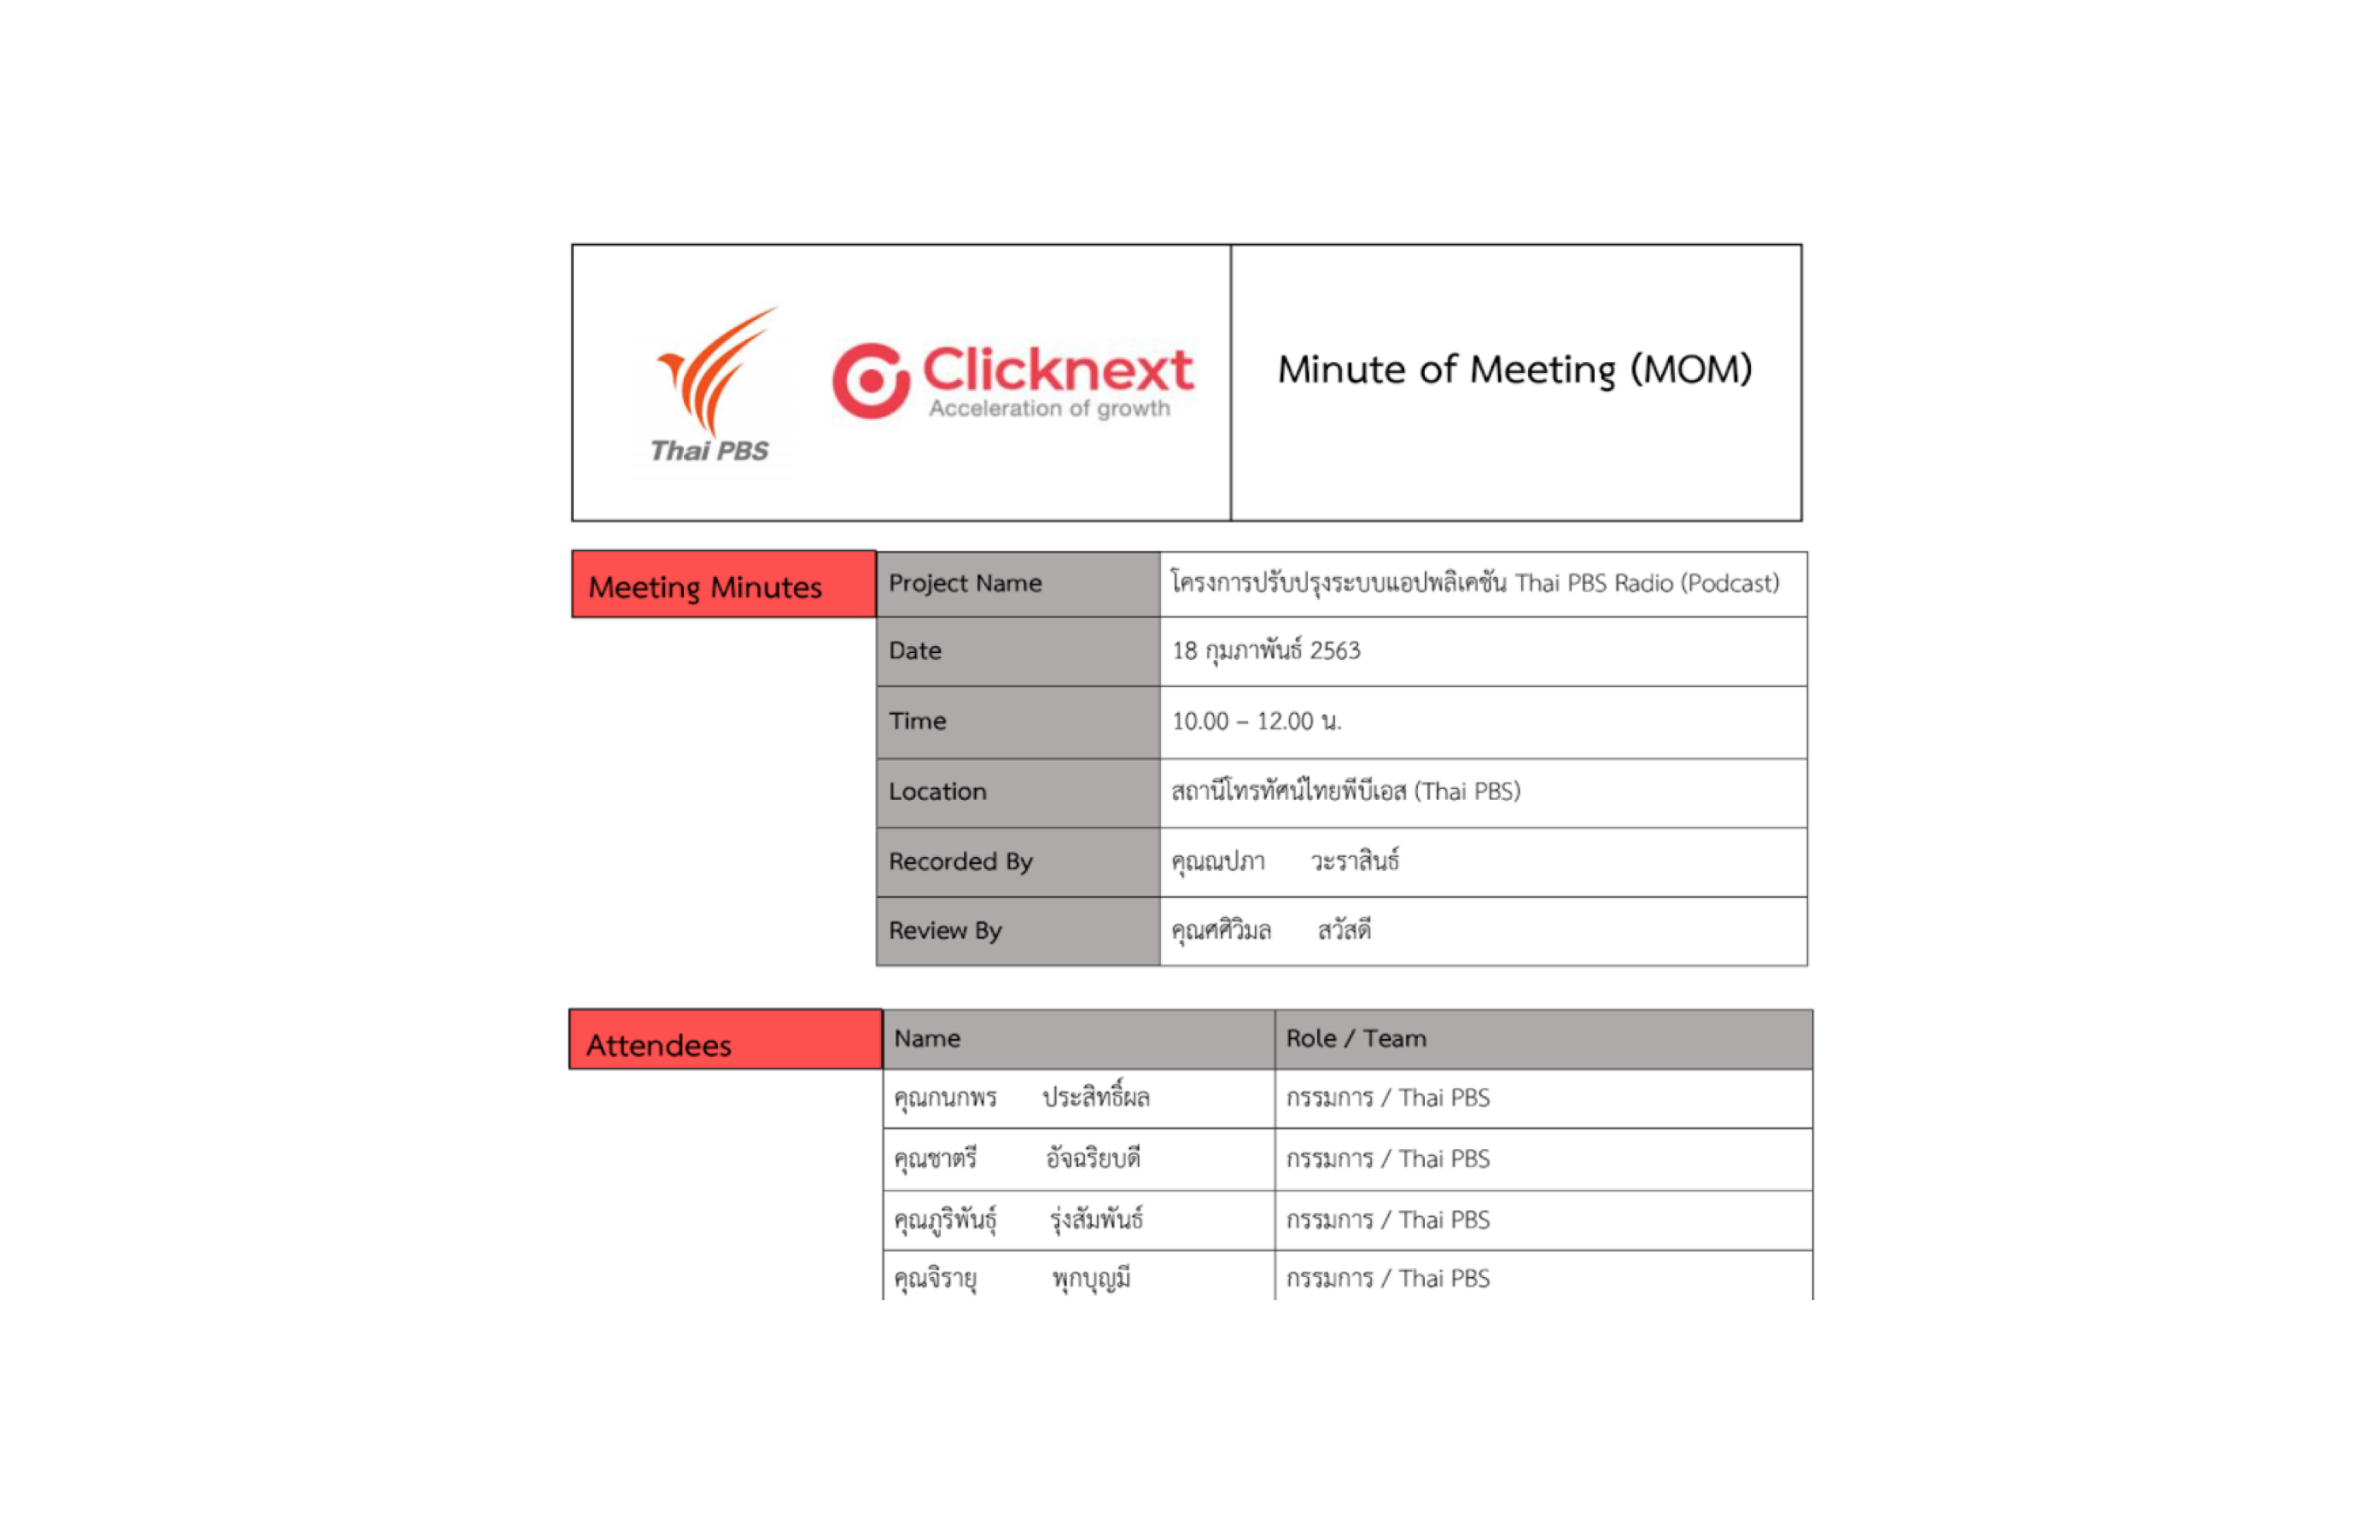 Thai PBS
Clicknext
Acceleration of growth
Minute of Meeting (MOM)
Meeting Minutes
Project Name โครงการปรับปรุงระบบแอปพลิเคชัน Thai PBS Radio (Podcast)
Date 18 กุมภาพันธ์ 2563
Time 10.00 – 12.00 น.
Location สถานีโทรทัศน์ไทยพีบีเอส (Thai PBS)
Recorded By คุณณปภา วะราสินธ์
Review By คุณศศิวิมล สวัสดี
Attendees
Name Role / Team
คุณกนกพร ประสิทธิ์ผล กรรมการ / Thai PBS
คุณชาตรี อัจฉริยบดี กรรมการ / Thai PBS
คุณภูริพันธุ์ รุ่งสัมพันธ์ กรรมการ / Thai PBS
คุณจิรายุ พุกบุญมี กรรมการ / Thai PBS